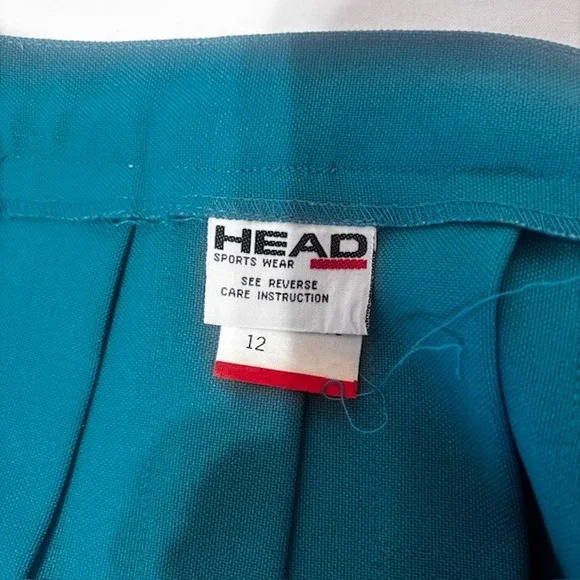 HEAD
SPORTS WEAR
SEE REVERSE
CARE INSTRUCTION
12